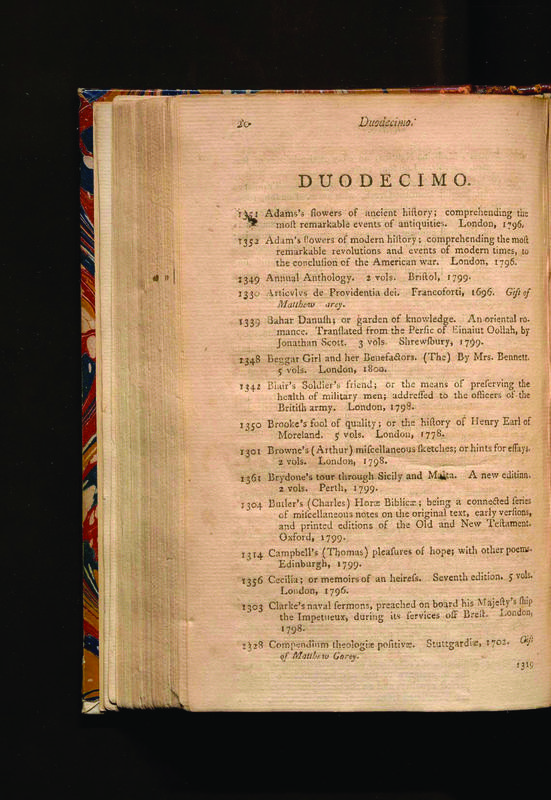 Duodecimo.
DUODECIMO.
1351 Adams's flowers of ancient hiſtory; comprehending the
moſt remarkable events of antiquities. London, 1796.
1352 Adam's flowers of modern hiſtory; comprehending the moſt
remarkable revolutions and events of modern times, to
the concluſion of the American war. London, 1796.
1349 Annual Anthology. 2 vols. Briſtol, 1799.
1330 Articvlvs de Providentia dei. Francoforti, 1696. Gift of
Matthew arey.
1339 Bahar Danuſh; or garden of knowledge. An oriental ro-
mance. Tranſlated from the Perſic of Einaiut Oollah, by
Jonathan Scott. 3 vols. Shrewſbury, 1799.
1348 Beggar Girl and her Benefactors. (The) By Mrs. Bennett.
5 vols. London, 1800.
1342 Blair's Soldier's friend; or the means of preſerving the
health of military men; addreſſed to the officers of the
Britiſh army. London, 1798.
1350 Brooke's fool of quality; or the hiſtory of Henry Earl of
Moreland. 5 vols. London, 1778.
1301 Browne's (Arthur) miſcellaneous ſketches; or hints for eſſays.
2 vols. London, 1798.
1361 Brydone's tour through Sicily and Malta. A new edition.
2 vols. Perth, 1799.
1304 Butler's (Charles) Horæ Biblicæ; being a connected ſeries
of miſcellaneous notes on the original text, early verſions,
and printed editions of the Old and New Teſtament.
Oxford, 1799.
1314 Campbell's (Thomas) pleaſures of hope; with other poems.
Edinburgh, 1799.
1356 Cecilia; or memoirs of an heireſs. Seventh edition. 5 vols.
London, 1796.
1303 Clarke's naval ſermons, preached on board his Majeſty's ſhip
the Impetueux, during its ſervices off Breſt. London,
1798.
1328 Compendium theologiæ poſitivæ. Stuttgardiæ, 1702. Gift
of Matthew Carey.
1319